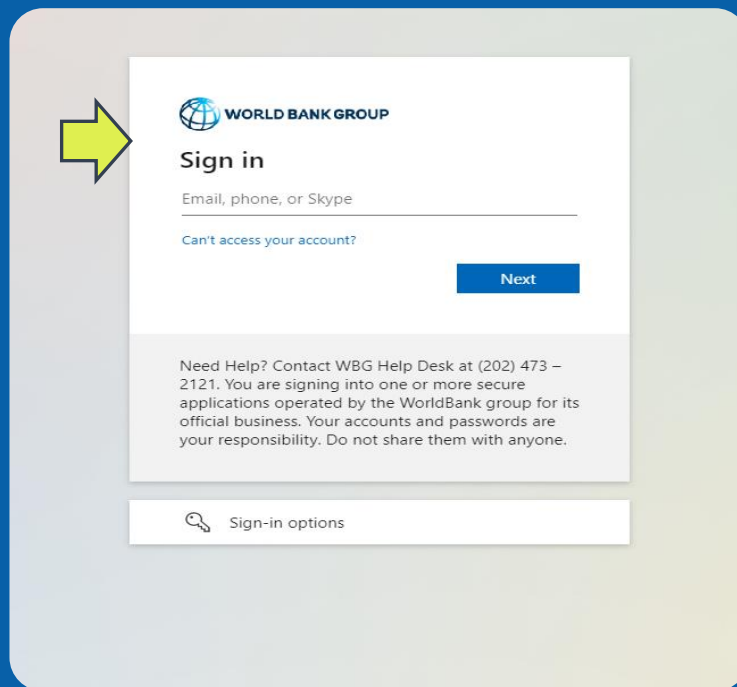 WORLD BANK GROUP
Sign in
Email, phone, or Skype
Can't access your account?
Next
Need Help? Contact WBG Help Desk at (202) 473 –
2121. You are signing into one or more secure
applications operated by the WorldBank group for its
official business. Your accounts and passwords are
your responsibility. Do not share them with anyone.
Sign-in options